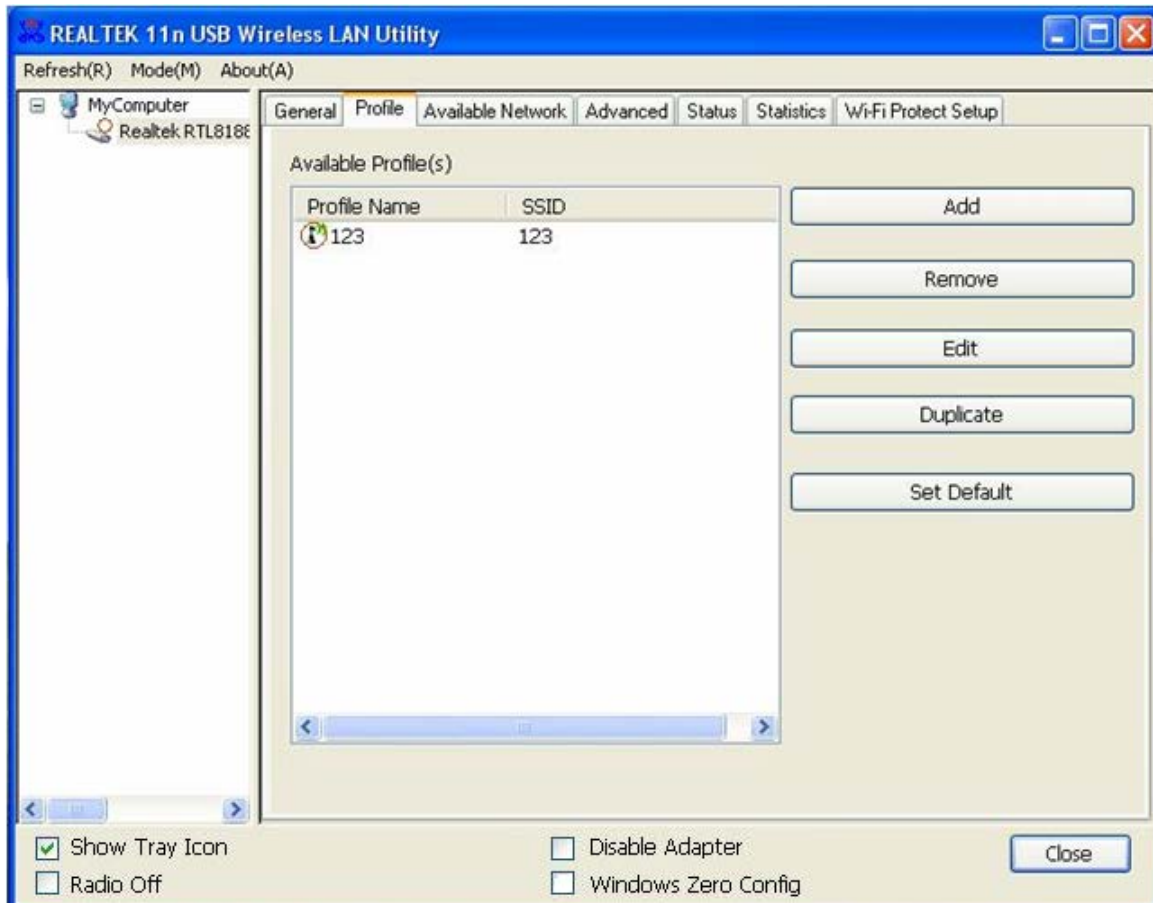 REALTEK 11n USB Wireless LAN Utility
Refresh(R) Mode(M) About(A)
MyComputer
Realtek RTL8188
General Profile Available Network Advanced Status Statistics Wi-Fi Protect Setup
Available Profile(s)
Profile Name SSID
123 123
Add
Remove
Edit
Duplicate
Set Default
Show Tray Icon
Radio Off
Disable Adapter
Windows Zero Config
Close